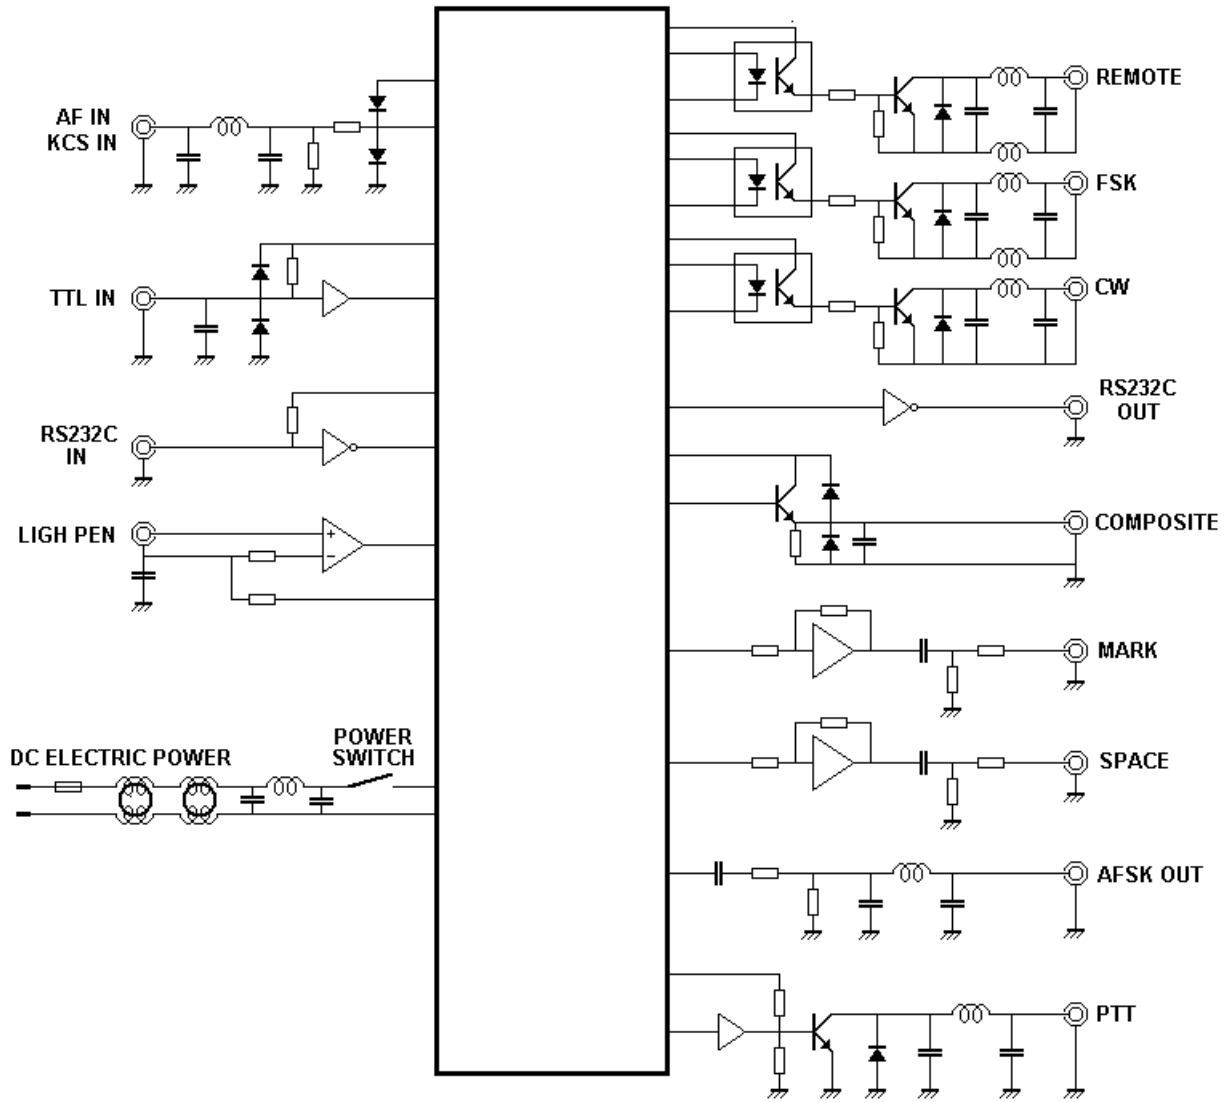 AF IN
KCS IN
TTL IN
RS232C
IN
LIGH PEN
+
−
DC ELECTRIC POWER
POWER
SWITCH
REMOTE
FSK
CW
RS232C
OUT
COMPOSITE
MARK
SPACE
AFSK OUT
PTT